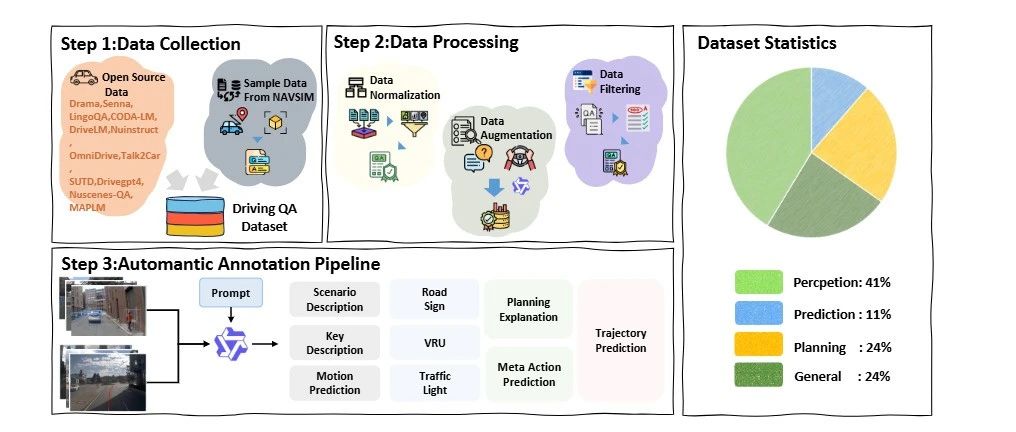 Step 1:Data Collection
Open Source
Data
Drama,Senna,
LingoQA,CODA-LM,
DriveLM,Nuinstruct
,
OmniDrive,Talk2Car
,
SUTD,Drivegpt4,
Nuscenes-QA,
MAPLM
Sample Data
From NAVSIM
Q
A
Driving QA
Dataset
Step 2:Data Processing
Data
Normalization
QA
Data
Augmentation
Data
Filtering
QA
QA
Step 3:Automantic Annotation Pipeline
Prompt
Scenario
Description
Key
Description
Motion
Prediction
Road
Sign
VRU
Traffic
Light
Planning
Explanation
Meta Action
Prediction
Trajectory
Prediction
Dataset Statistics
Percpetion: 41%
Prediction : 11%
Planning : 24%
General : 24%